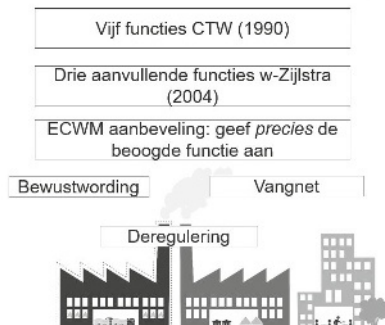 Vijf functies CTW (1990)
Drie aanvullende functies w-Zijlstra
(2004)
ECWM aanbeveling: geef precies de
beoogde functie aan
Bewustwording
Vangnet
Deregulering